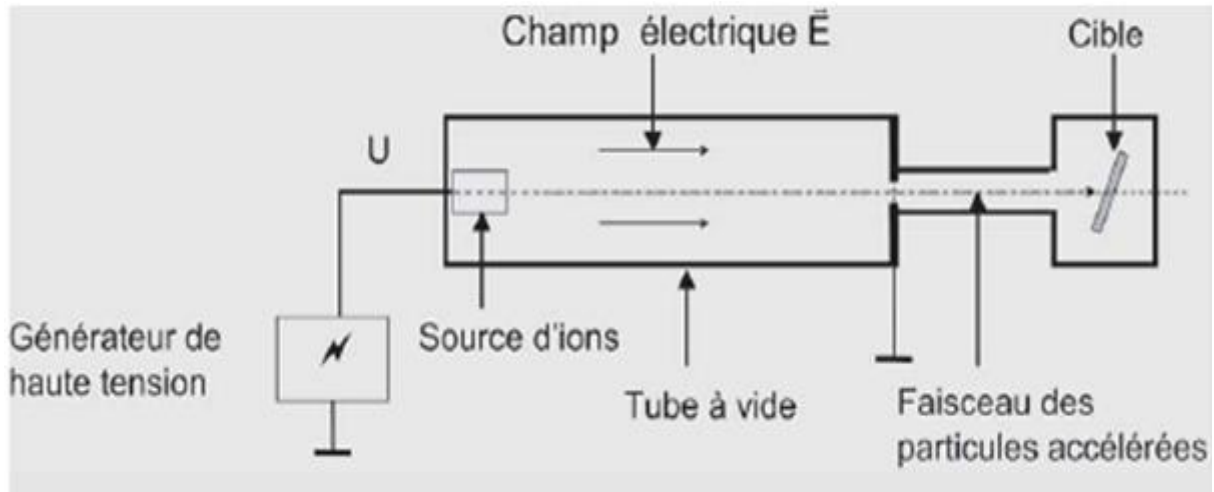 Champ électrique E⃗
Cible
U
Générateur de
haute tension
Source d'ions
Tube à vide
Faisceau des
particules accélérées